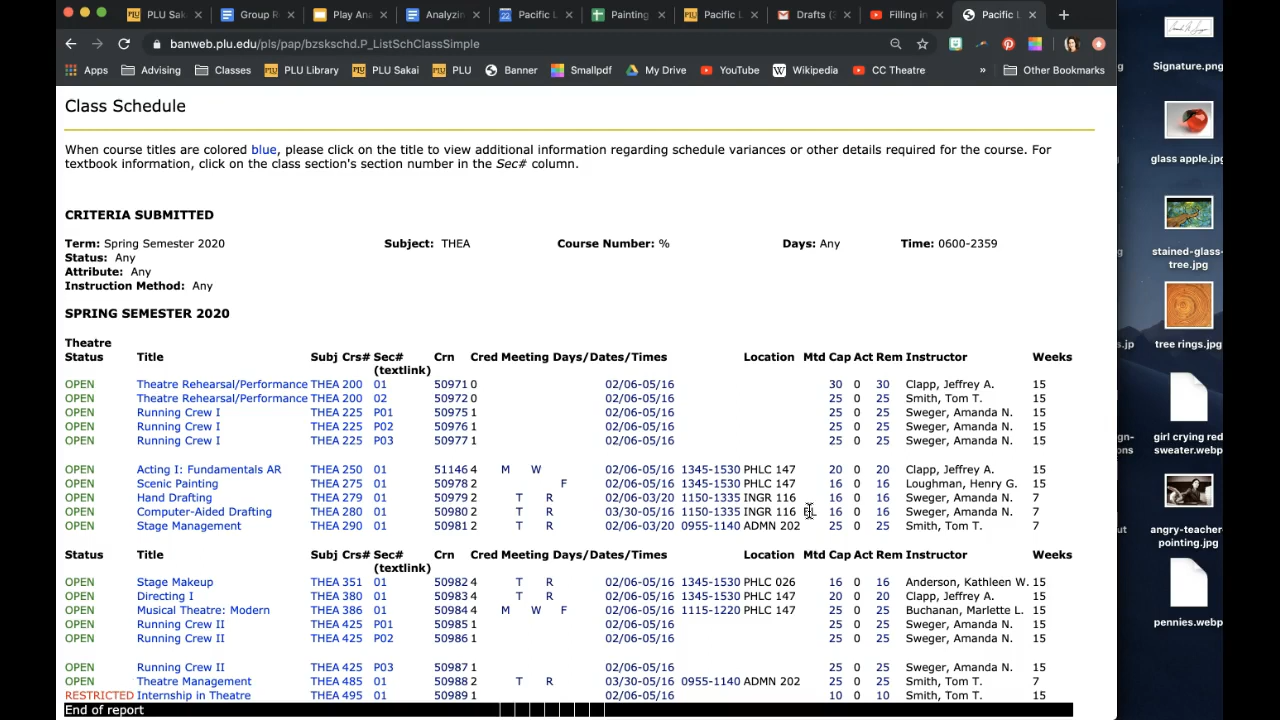 PLU Sak
Group R
Play Ana
Analyzin
Pacific L
Painting
Pacific L
Drafts (
Filling in
Pacific L
banweb.plu.edu/pls/pap/bzskschd.P_ListSchClassSimple
Apps Advising Classes PLU Library PLU Sakai PLU Banner Smallpdf My Drive YouTube Wikipedia CC Theatre » Other Bookmarks
Class Schedule
When course titles are colored blue, please click on the title to view additional information regarding schedule variances or other details required for the course. For
textbook information, click on the class section's section number in the Sec# column.
CRITERIA SUBMITTED
Term: Spring Semester 2020 Subject: THEA Course Number: % Days: Any Time: 0600-2359
Status: Any
Attribute: Any
Instruction Method: Any
SPRING SEMESTER 2020
Theatre
Status Title Subj Crs# Sec# Crn Cred Meeting Days/Dates/Times Location Mtd Cap Act Rem Instructor Weeks
(textlink)
OPEN Theatre Rehearsal/Performance THEA 200 01 50971 0 02/06-05/16 30 0 30 Clapp, Jeffrey A. 15
OPEN Theatre Rehearsal/Performance THEA 200 02 50972 0 02/06-05/16 25 0 25 Smith, Tom T. 15
OPEN Running Crew I THEA 225 P01 50975 1 02/06-05/16 25 0 25 Sweger, Amanda N. 15
OPEN Running Crew I THEA 225 P02 50976 1 02/06-05/16 25 0 25 Sweger, Amanda N. 15
OPEN Running Crew I THEA 225 P03 50977 1 02/06-05/16 25 0 25 Sweger, Amanda N. 15
OPEN Acting I: Fundamentals AR THEA 250 01 51146 4 M W 02/06-05/16 1345-1530 PHLC 147 20 0 20 Clapp, Jeffrey A. 15
OPEN Scenic Painting THEA 275 01 50978 2 F 02/06-05/16 1345-1530 PHLC 147 16 0 16 Loughman, Henry G. 15
OPEN Hand Drafting THEA 279 01 50979 2 T R 02/06-03/20 1150-1335 INGR 116 16 0 16 Sweger, Amanda N. 7
OPEN Computer-Aided Drafting THEA 280 01 50980 2 T R 03/30-05/16 1150-1335 INGR 116 16 0 16 Sweger, Amanda N. 7
OPEN Stage Management THEA 290 01 50981 2 T R 02/06-03/20 0955-1140 ADMN 202 25 0 25 Smith, Tom T. 7
Status Title Subj Crs# Sec# Crn Cred Meeting Days/Dates/Times Location Mtd Cap Act Rem Instructor Weeks
(textlink)
OPEN Stage Makeup THEA 351 01 50982 4 T R 02/06-05/16 1345-1530 PHLC 026 16 0 16 Anderson, Kathleen W. 15
OPEN Directing I THEA 380 01 50983 4 T R 02/06-05/16 1345-1530 PHLC 147 20 0 20 Clapp, Jeffrey A. 15
OPEN Musical Theatre: Modern THEA 386 01 50984 4 M W F 02/06-05/16 1115-1220 PHLC 147 25 0 25 Buchanan, Marlette L. 15
OPEN Running Crew II THEA 425 P01 50985 1 02/06-05/16 25 0 25 Sweger, Amanda N. 15
OPEN Running Crew II THEA 425 P02 50986 1 02/06-05/16 25 0 25 Sweger, Amanda N. 15
OPEN Running Crew II THEA 425 P03 50987 1 02/06-05/16 25 0 25 Sweger, Amanda N. 15
OPEN Theatre Management THEA 485 01 50988 2 T R 03/30-05/16 0955-1140 ADMN 202 25 0 25 Smith, Tom T. 7
RESTRICTED Internship in Theatre THEA 495 01 50989 1 02/06-05/16 10 0 10 Smith, Tom T. 15
End of report
Signature.png
glass apple.jpg
stained-glass-
tree.jpg
tree rings.jpg
girl crying red
sweater.webp
angry-teacher-
pointing.jpg
pennies.webp